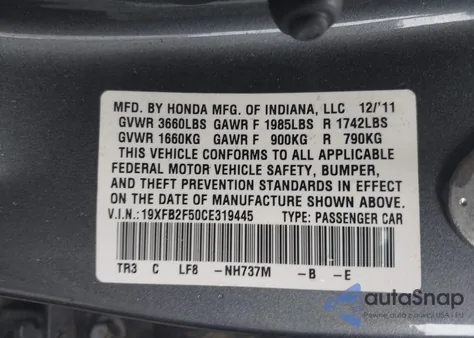 MFD. BY HONDA MFG. OF INDIANA, LLC 12/'11
GVWR 3660LBS GAWR F 1985LBS R 1742LBS
GVWR 1660KG GAWR F 900KG R 790KG
THIS VEHICLE CONFORMS TO ALL APPLICABLE
FEDERAL MOTOR VEHICLE SAFETY, BUMPER,
AND THEFT PREVENTION STANDARDS IN EFFECT
ON THE DATE OF MANUFACTURE SHOWN ABOVE.
V.I.N.:19XFB2F50CE319445 TYPE: PASSENGER CAR
TR3 C LF8 -NH737M -B -E
autoSnap